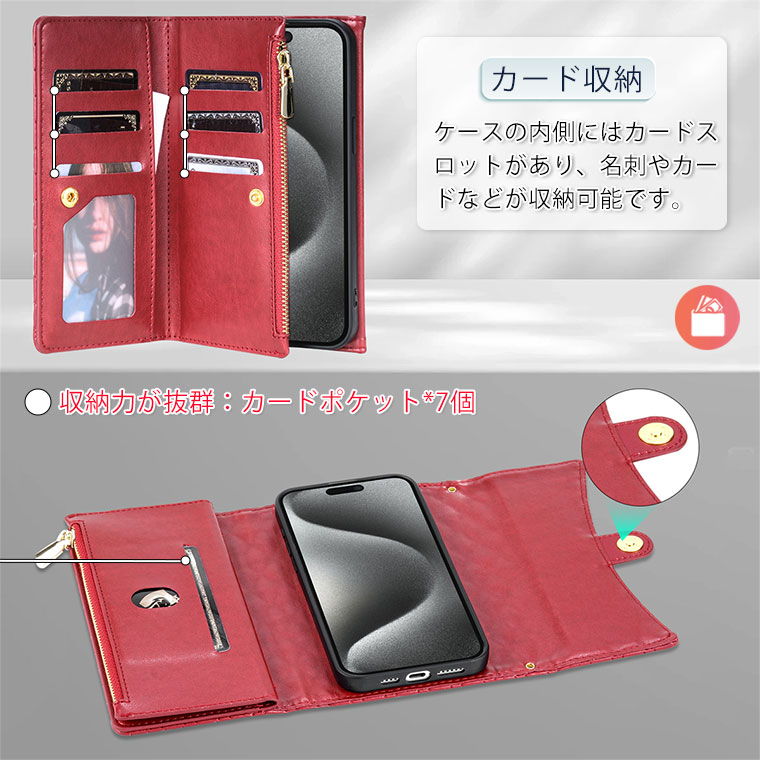 カード収納
ケースの内側にはカードス
ロットがあり、名刺やカー
ドなどが収納可能です。
収納力が抜群：カードポケット*7個